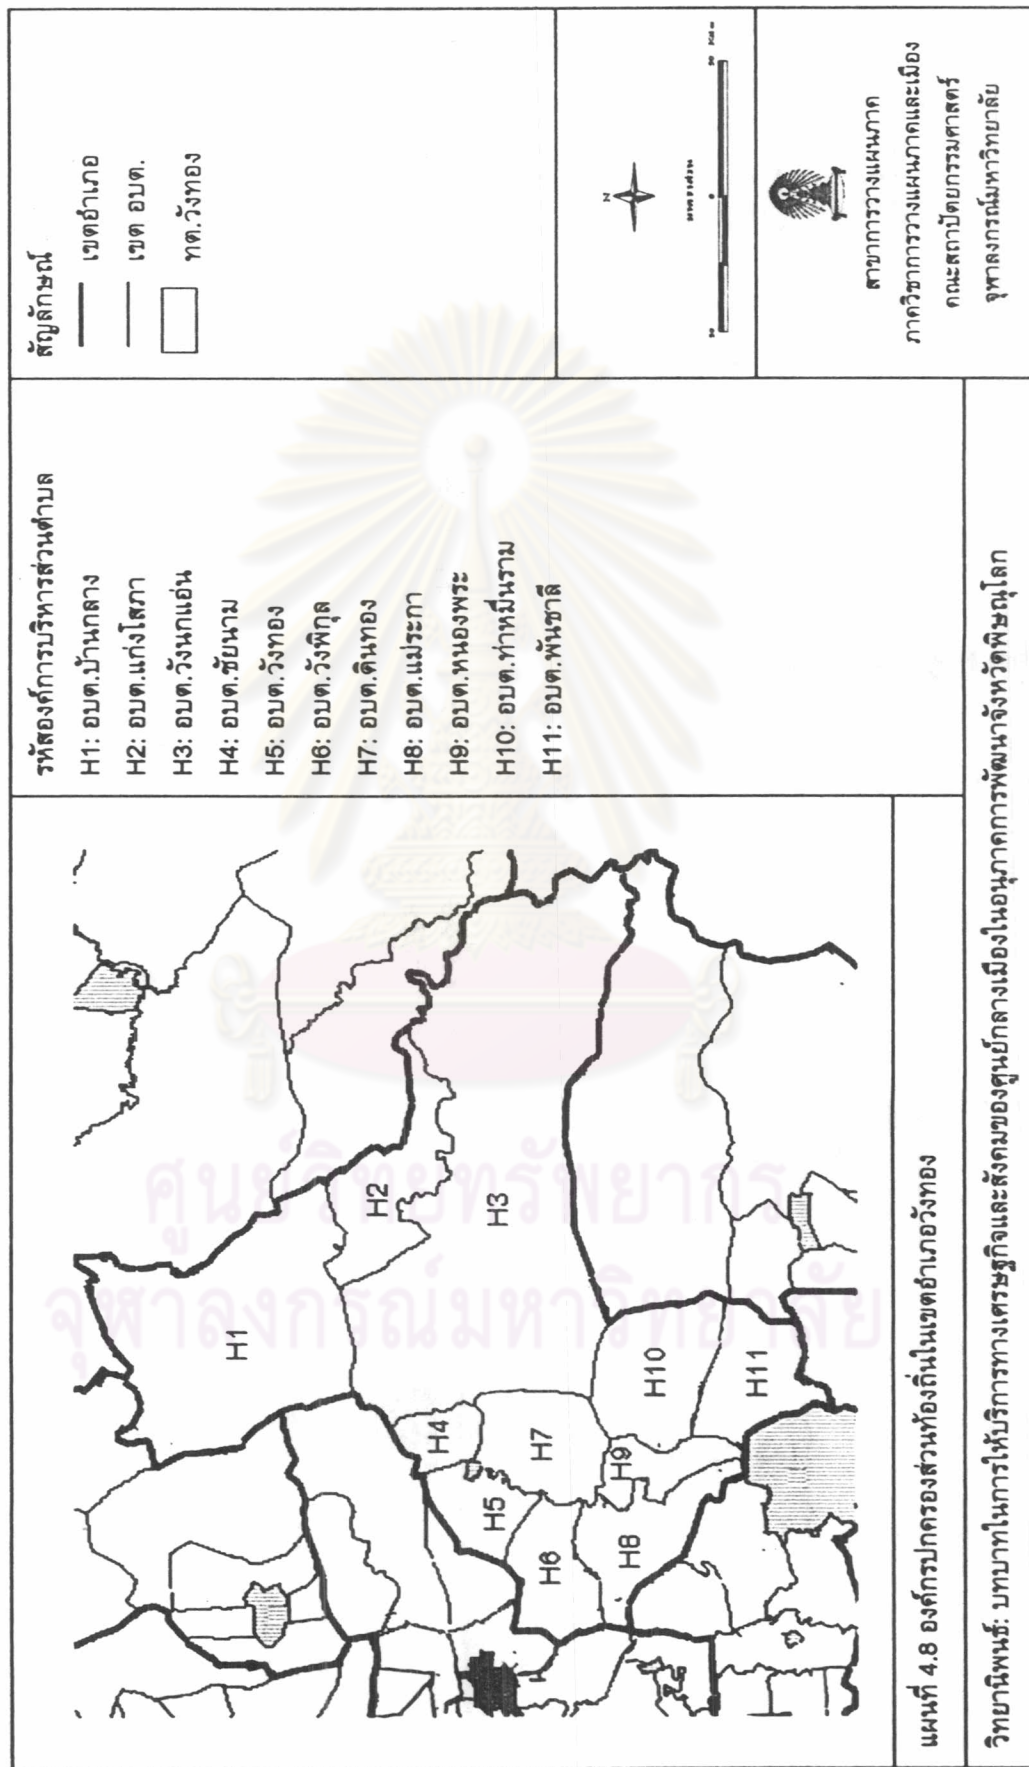 สัญลักษณ์
เขตอำเภอ
เขต อบต.
ทต.วังทอง
รหัสองค์การบริหารส่วนตำบล
H1: อบต.บ้านกลาง
H2: อบต.แก่งโสภา
H3: อบต.วังนกแอ่น
H4: อบต.ชัยนาม
H5: อบต.วังทอง
H6: อบต.วังพิกุล
H7: อบต.ดินทอง
H8: อบต.แม่ระกา
H9: อบต.หนองพระ
H10: อบต.ท่าหมื่นราม
H11: อบต.พันชาลี
H1
H2
H3
H4
H5
H6
H7
H8
H9
H10
H11
N
มาตราส่วน
0
สาขาการวางแผนภาค
ภาควิชาการวางแผนภาคและเมือง
คณะสถาปัตยกรรมศาสตร์
จุฬาลงกรณ์มหาวิทยาลัย
แผนที่ 4.8 องค์กรปกครองส่วนท้องถิ่นในเขตอำเภอวังทอง
วิทยานิพนธ์: บทบาทในการให้บริการทางเศรษฐกิจและสังคมของศูนย์กลางเมืองในอนุภาคการพัฒนาจังหวัดพิษณุโลก
ศูนย์วิทยทรัพยากร
จุฬาลงกรณ์มหาวิทยาลัย